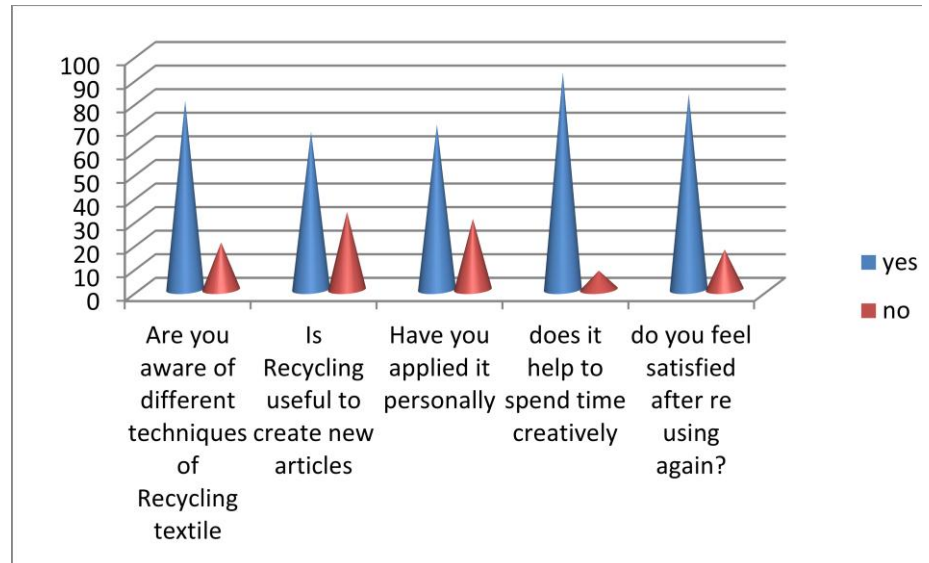 100
90
80
70
60
50
40
30
20
10
0
Are you
aware of
different
techniques
of
Recycling
textile
Is
Recycling
useful to
create new
articles
Have you
applied it
personally
does it
help to
spend time
creatively
do you feel
satisfied
after re
using
again?
yes
no